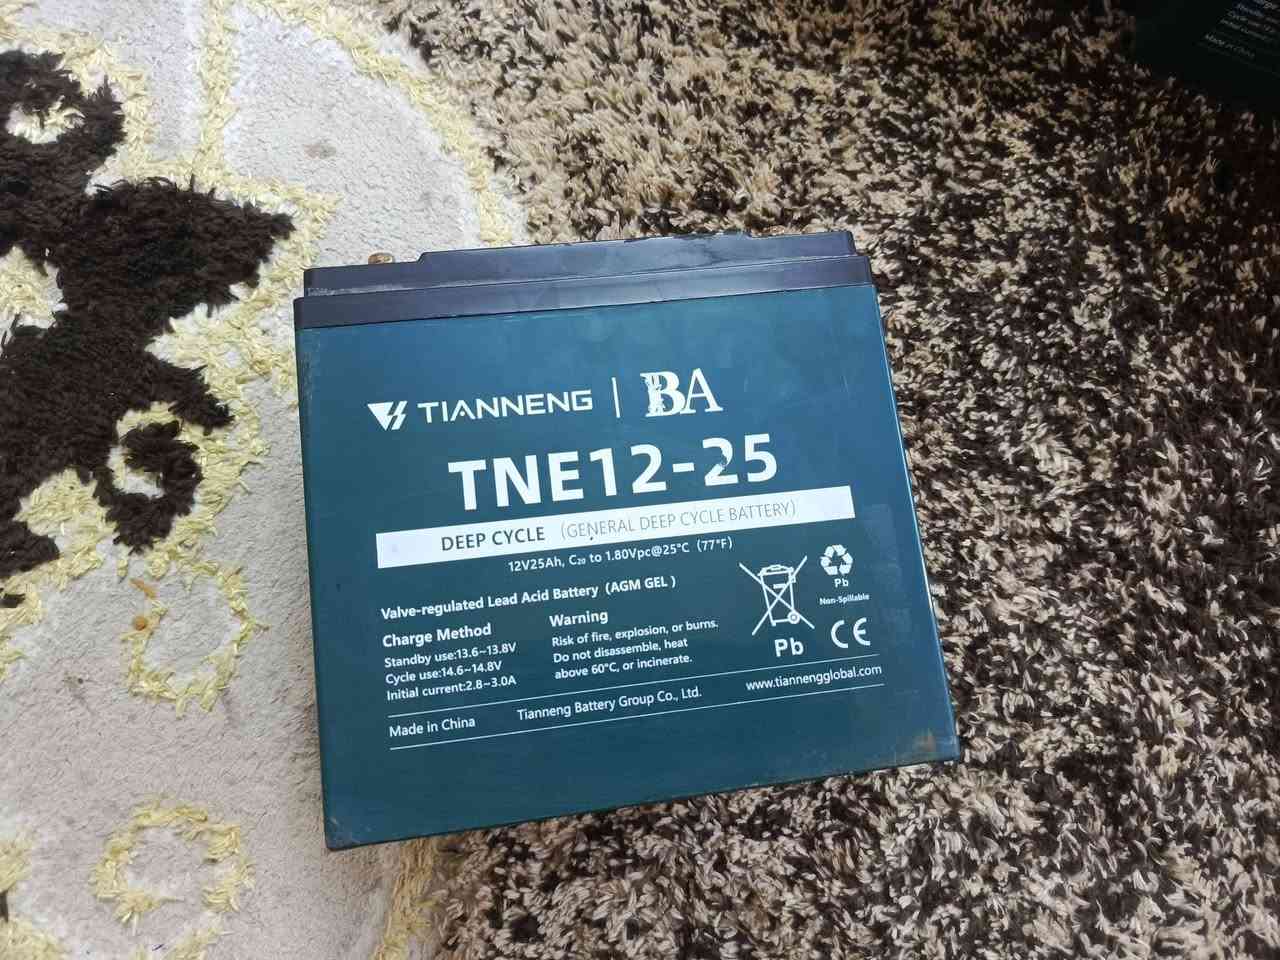 TIANNENG | BA
TNE12-25
DEEP CYCLE (GENERAL DEEP CYCLE BATTERY)
12V25Ah, C₂₀ to 1.80Vpc@25°C (77°F)
Valve-regulated Lead Acid Battery (AGM GEL)
Charge Method
Standby use:13.6~13.8V
Cycle use:14.6~14.8V
Initial current:2.8~3.0A
Warning
Risk of fire, explosion, or burns.
Do not disassemble, heat
above 60°C, or incinerate.
Pb
Pb
Non-Spillable
CE
Made in China
Tianneng Battery Group Co., Ltd.
www.tiannengglobal.com
Made in China